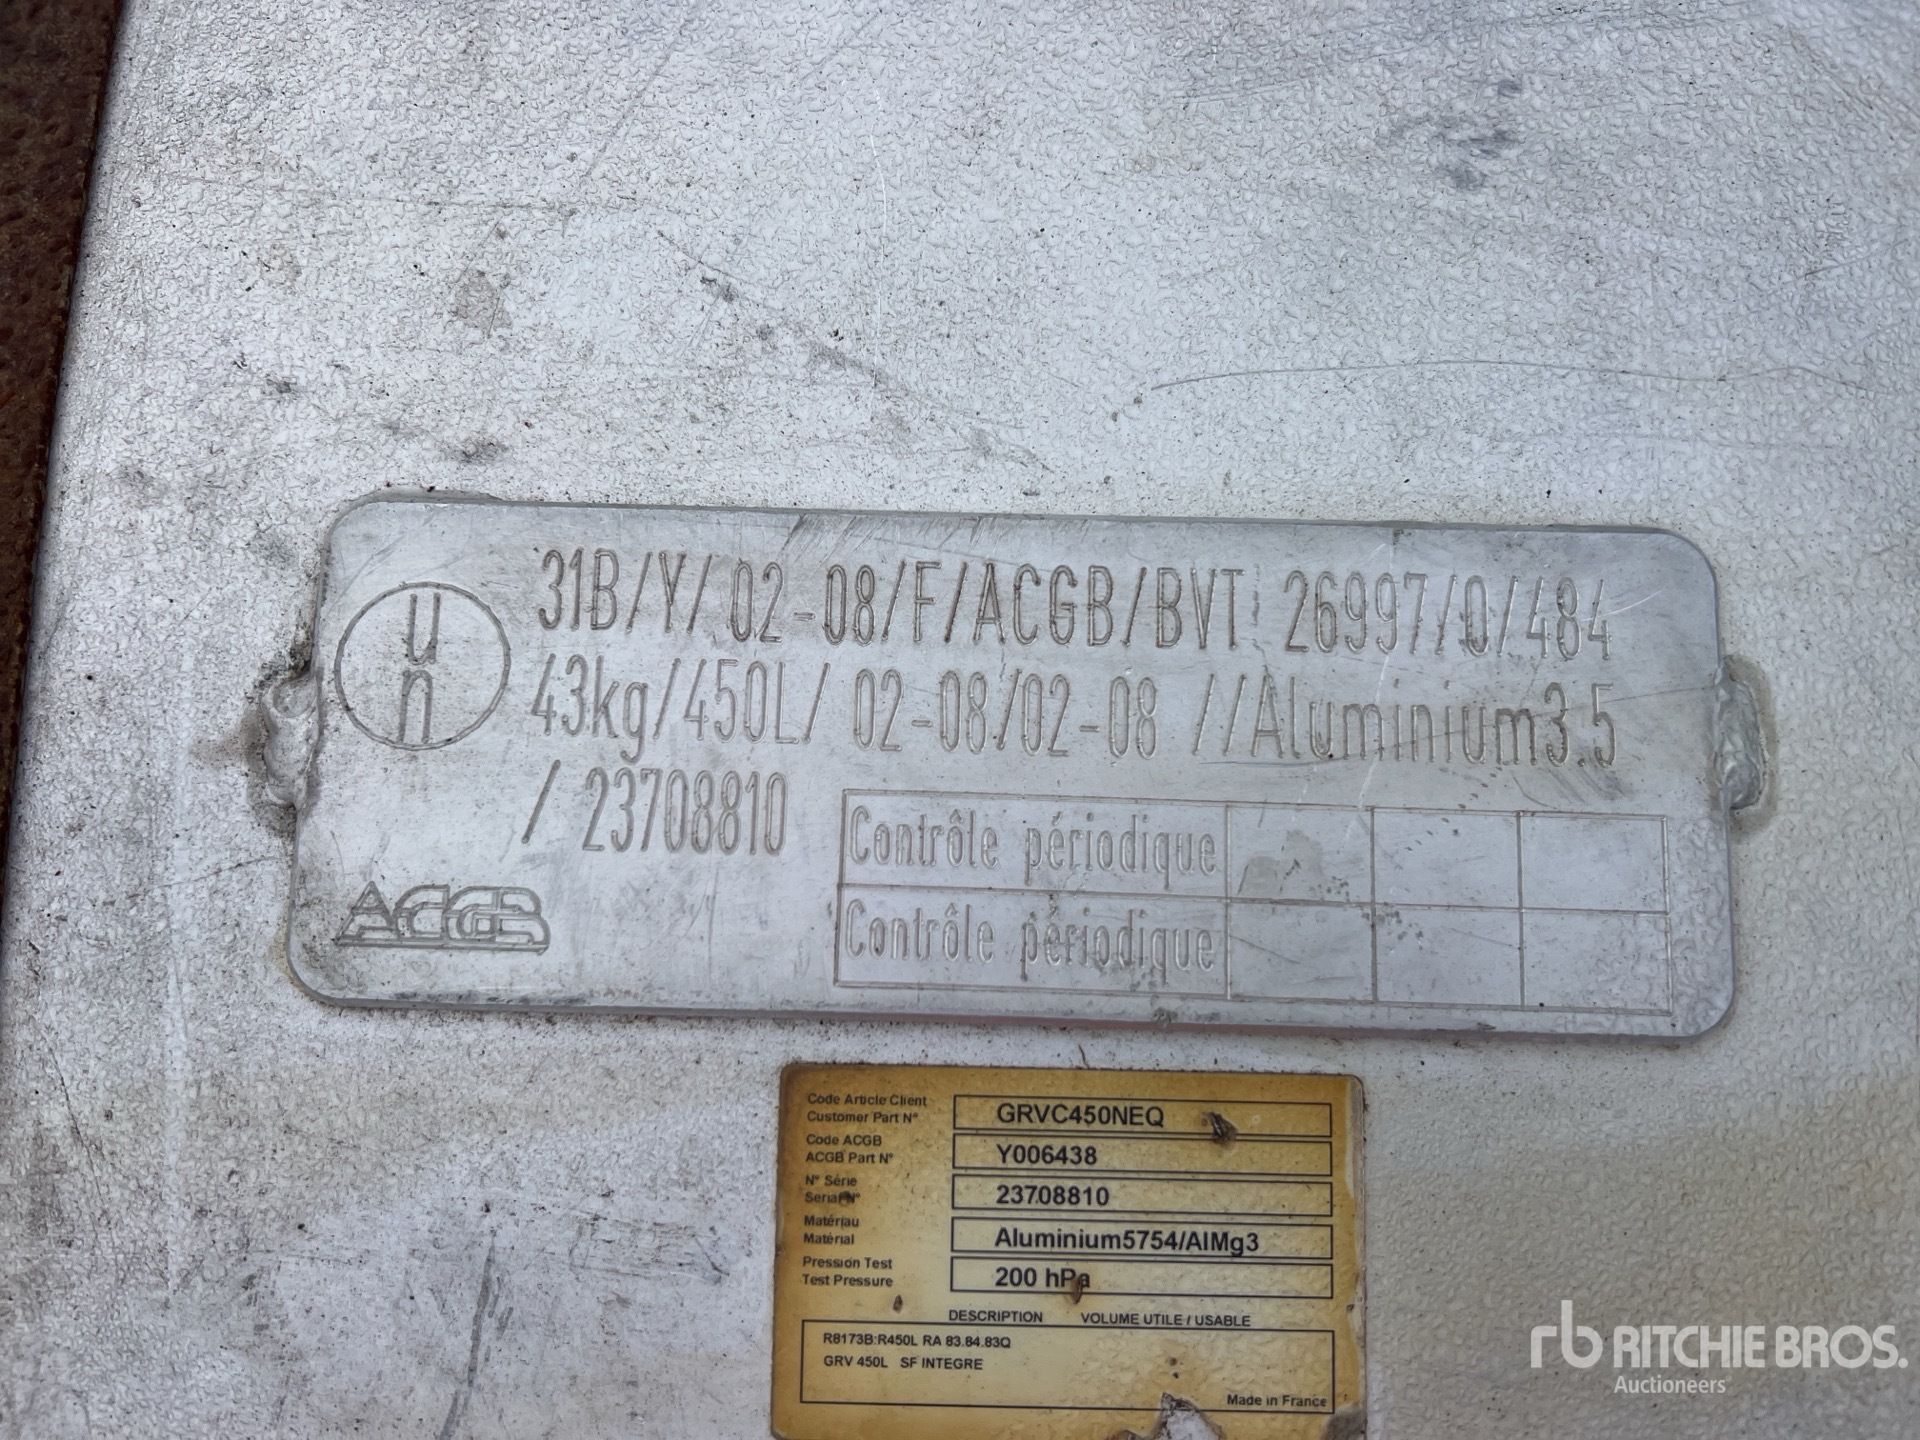 un
31B/Y/ 02-08/F/ACGB/BVT 26997/0/484
43kg/450L/ 02-08/02-08 //Aluminium3.5
/ 23708810
Contrôle périodique
Contrôle périodique
ACGB
Code Article Client
Customer Part N° GRVC450NEQ
Code ACGB
ACGB Part N° Y006438
N° Série
Serial N° 23708810
Matériau
Matérial Aluminium5754/AlMg3
Pression Test
Test Pressure 200 hPa
DESCRIPTION VOLUME UTILE / USABLE
R8173B:R450L RA 83.84.83Q
GRV 450L SF INTEGRE
Made in France
rb RITCHIE BROS.
Auctioneers